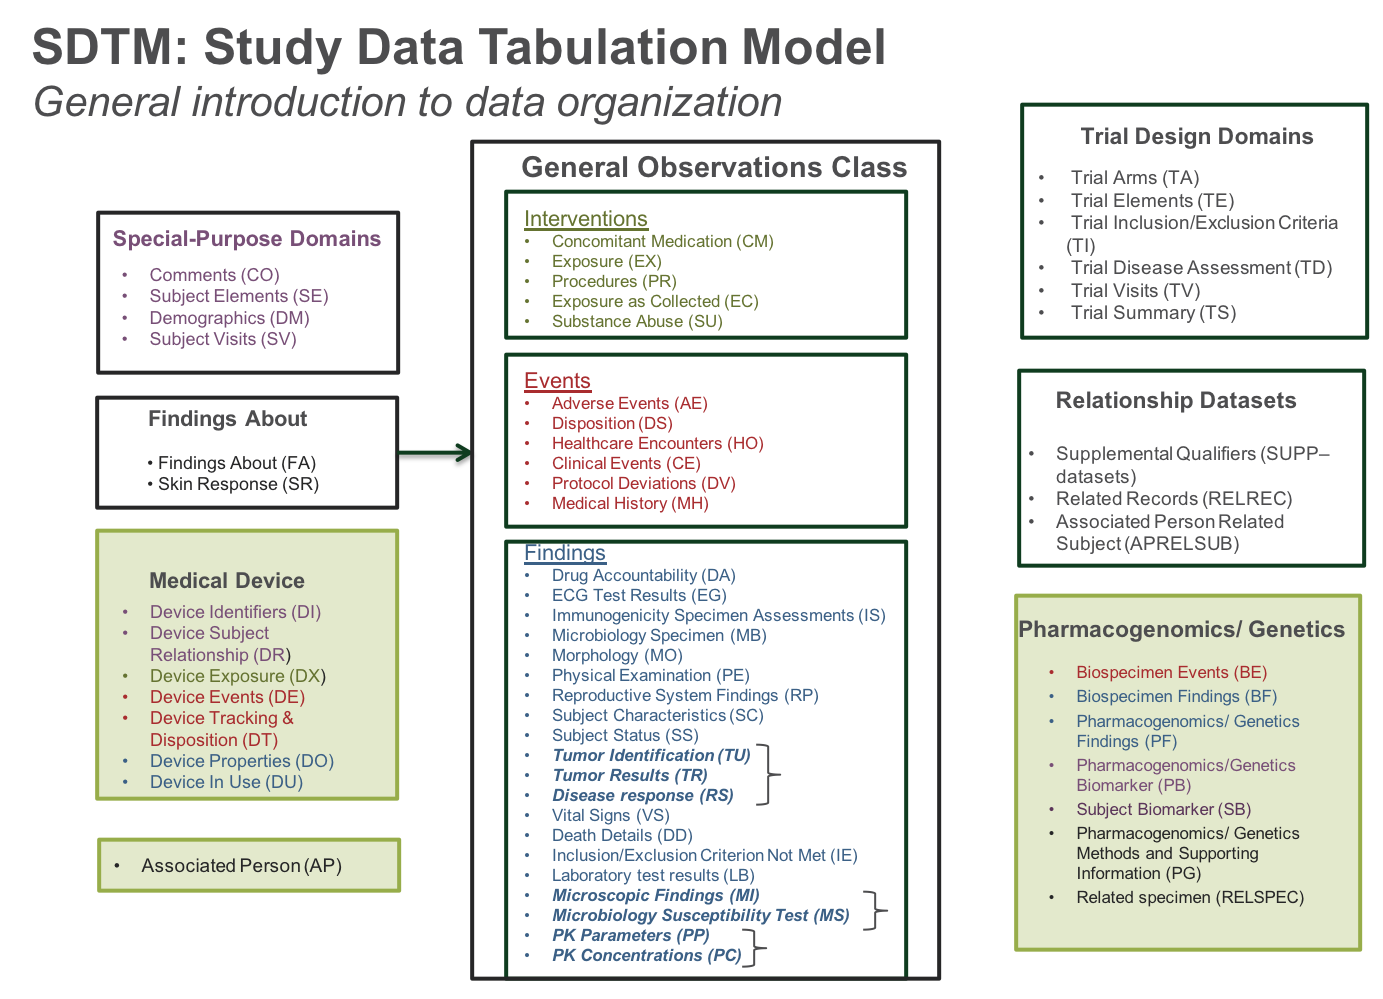 SDTM: Study Data Tabulation Model
General introduction to data organization
Special-Purpose Domains
• Comments (CO)
• Subject Elements (SE)
• Demographics (DM)
• Subject Visits (SV)
Findings About
• Findings About (FA)
• Skin Response (SR)
Medical Device
• Device Identifiers (DI)
• Device Subject
Relationship (DR)
• Device Exposure (DX)
• Device Events (DE)
• Device Tracking &
Disposition (DT)
• Device Properties (DO)
• Device In Use (DU)
• Associated Person (AP)
General Observations Class
Interventions
• Concomitant Medication (CM)
• Exposure (EX)
• Procedures (PR)
• Exposure as Collected (EC)
• Substance Abuse (SU)
Events
• Adverse Events (AE)
• Disposition (DS)
• Healthcare Encounters (HO)
• Clinical Events (CE)
• Protocol Deviations (DV)
• Medical History (MH)
Findings
• Drug Accountability (DA)
• ECG Test Results (EG)
• Immunogenicity Specimen Assessments (IS)
• Microbiology Specimen (MB)
• Morphology (MO)
• Physical Examination (PE)
• Reproductive System Findings (RP)
• Subject Characteristics (SC)
• Subject Status (SS)
• Tumor Identification (TU)
• Tumor Results (TR)
• Disease response (RS)
• Vital Signs (VS)
• Death Details (DD)
• Inclusion/Exclusion Criterion Not Met (IE)
• Laboratory test results (LB)
• Microscopic Findings (MI)
• Microbiology Susceptibility Test (MS)
• PK Parameters (PP)
• PK Concentrations (PC)
Trial Design Domains
• Trial Arms (TA)
• Trial Elements (TE)
• Trial Inclusion/Exclusion Criteria
(TI)
• Trial Disease Assessment (TD)
• Trial Visits (TV)
• Trial Summary (TS)
Relationship Datasets
• Supplemental Qualifiers (SUPP–
datasets)
• Related Records (RELREC)
• Associated Person Related
Subject (APRELSUB)
Pharmacogenomics/ Genetics
• Biospecimen Events (BE)
• Biospecimen Findings (BF)
• Pharmacogenomics/ Genetics
Findings (PF)
• Pharmacogenomics/Genetics
Biomarker (PB)
• Subject Biomarker (SB)
• Pharmacogenomics/ Genetics
Methods and Supporting
Information (PG)
• Related specimen (RELSPEC)